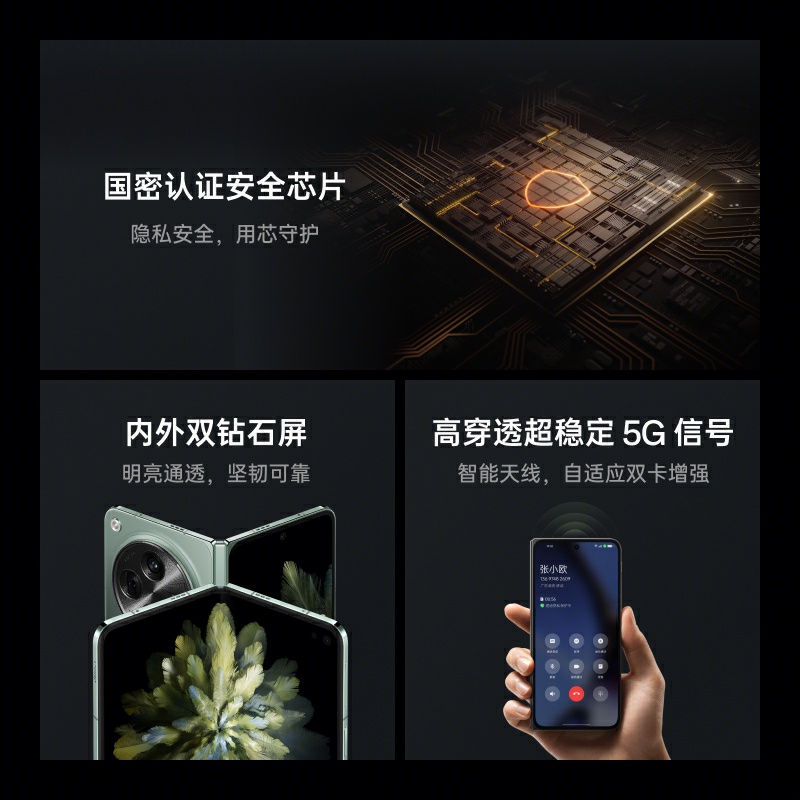 国密认证安全芯片
隐私安全，用芯守护
内外双钻石屏
明亮通透，坚韧可靠
高穿透超稳定 5G 信号
智能天线，自适应双卡增强
张小欧
00:56